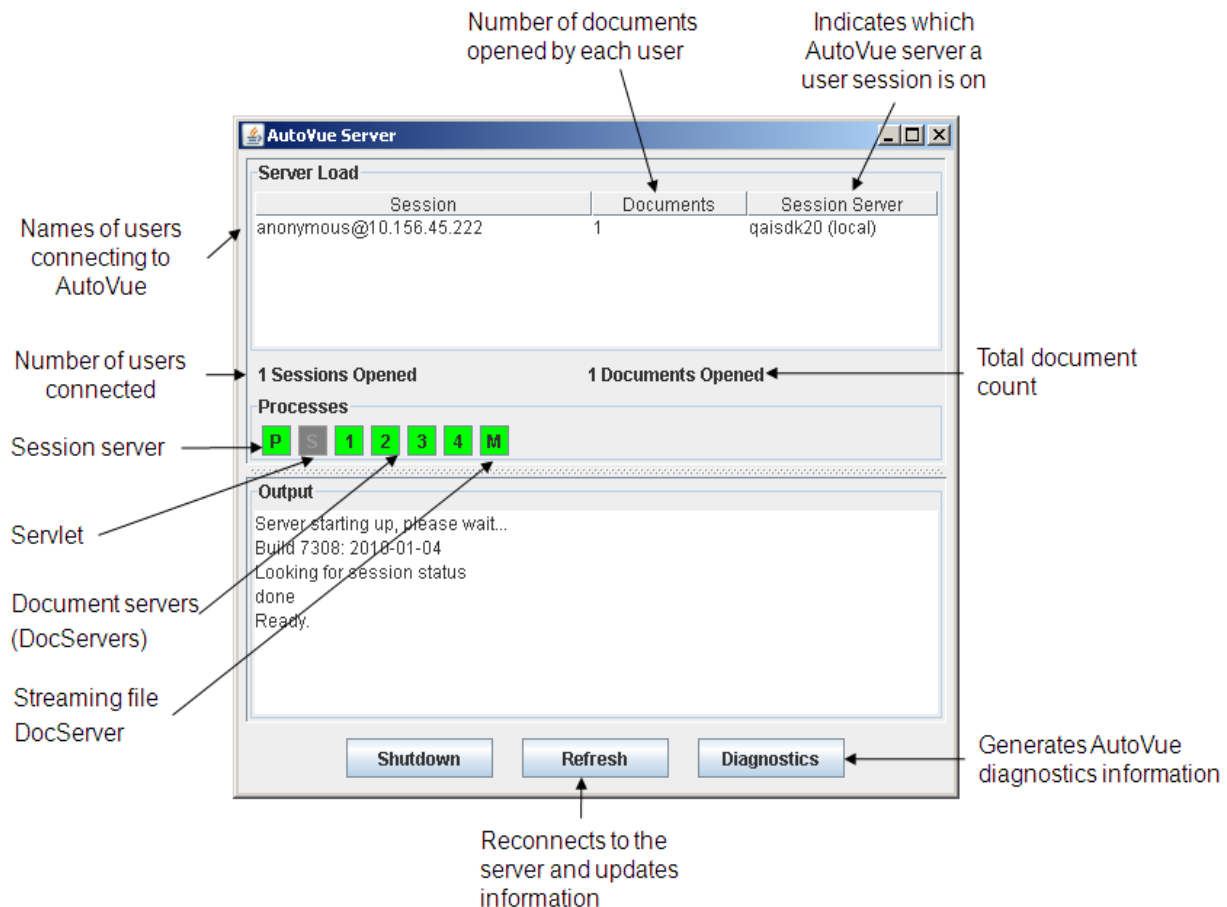 Number of documents
opened by each user
Indicates which
AutoVue server a
user session is on
AutoVue Server
Server Load
Session Documents Session Server
anonymous@10.156.45.222 1 qaisdk20 (local)
Names of users
connecting to
AutoVue
Number of users
connected
1 Sessions Opened 1 Documents Opened
Total document
count
Processes
P S 1 2 3 4 M
Session server
Servlet
Document servers
(DocServers)
Streaming file
DocServer
Output
Server starting up, please wait...
Build 7308: 2010-01-04
Looking for session status
done
Ready.
Shutdown Refresh Diagnostics
Generates AutoVue
diagnostics information
Reconnects to the
server and updates
information